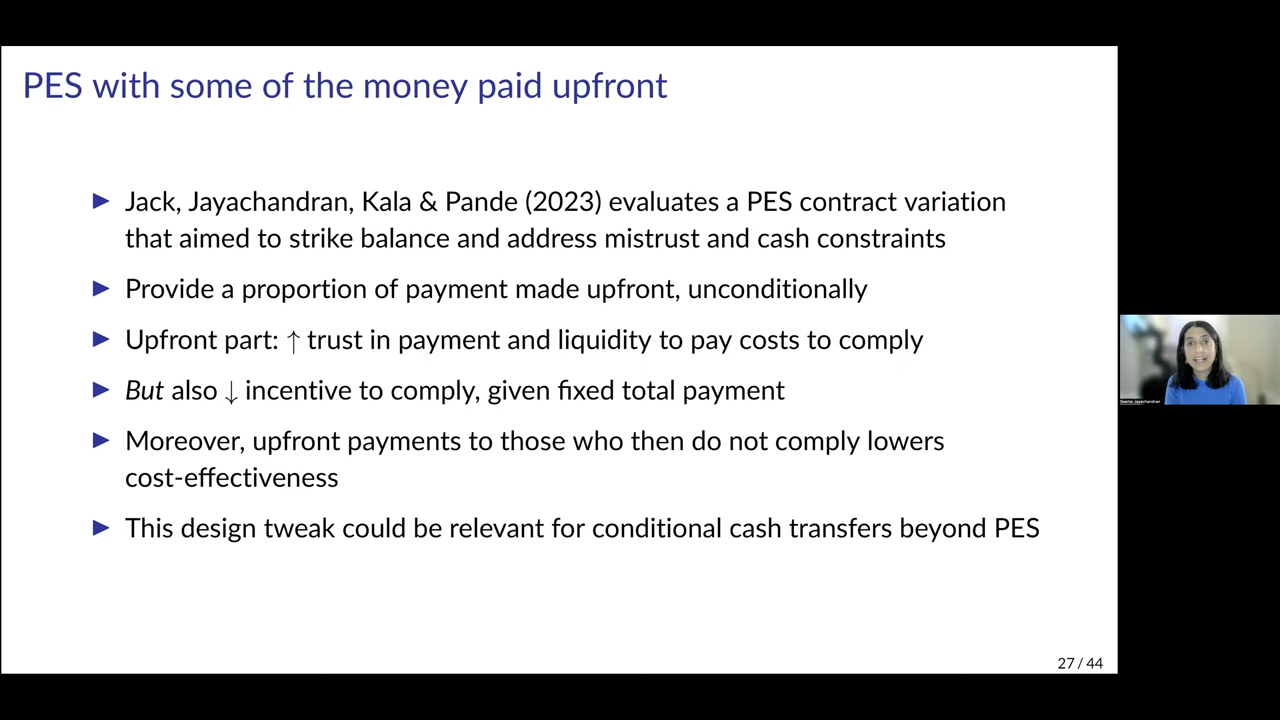 PES with some of the money paid upfront
▶ Jack, Jayachandran, Kala & Pande (2023) evaluates a PES contract variation
that aimed to strike balance and address mistrust and cash constraints
▶ Provide a proportion of payment made upfront, unconditionally
▶ Upfront part: ↑ trust in payment and liquidity to pay costs to comply
▶ But also ↓ incentive to comply, given fixed total payment
▶ Moreover, upfront payments to those who then do not comply lowers
cost-effectiveness
▶ This design tweak could be relevant for conditional cash transfers beyond PES
Seema Jayachandran
27 / 44